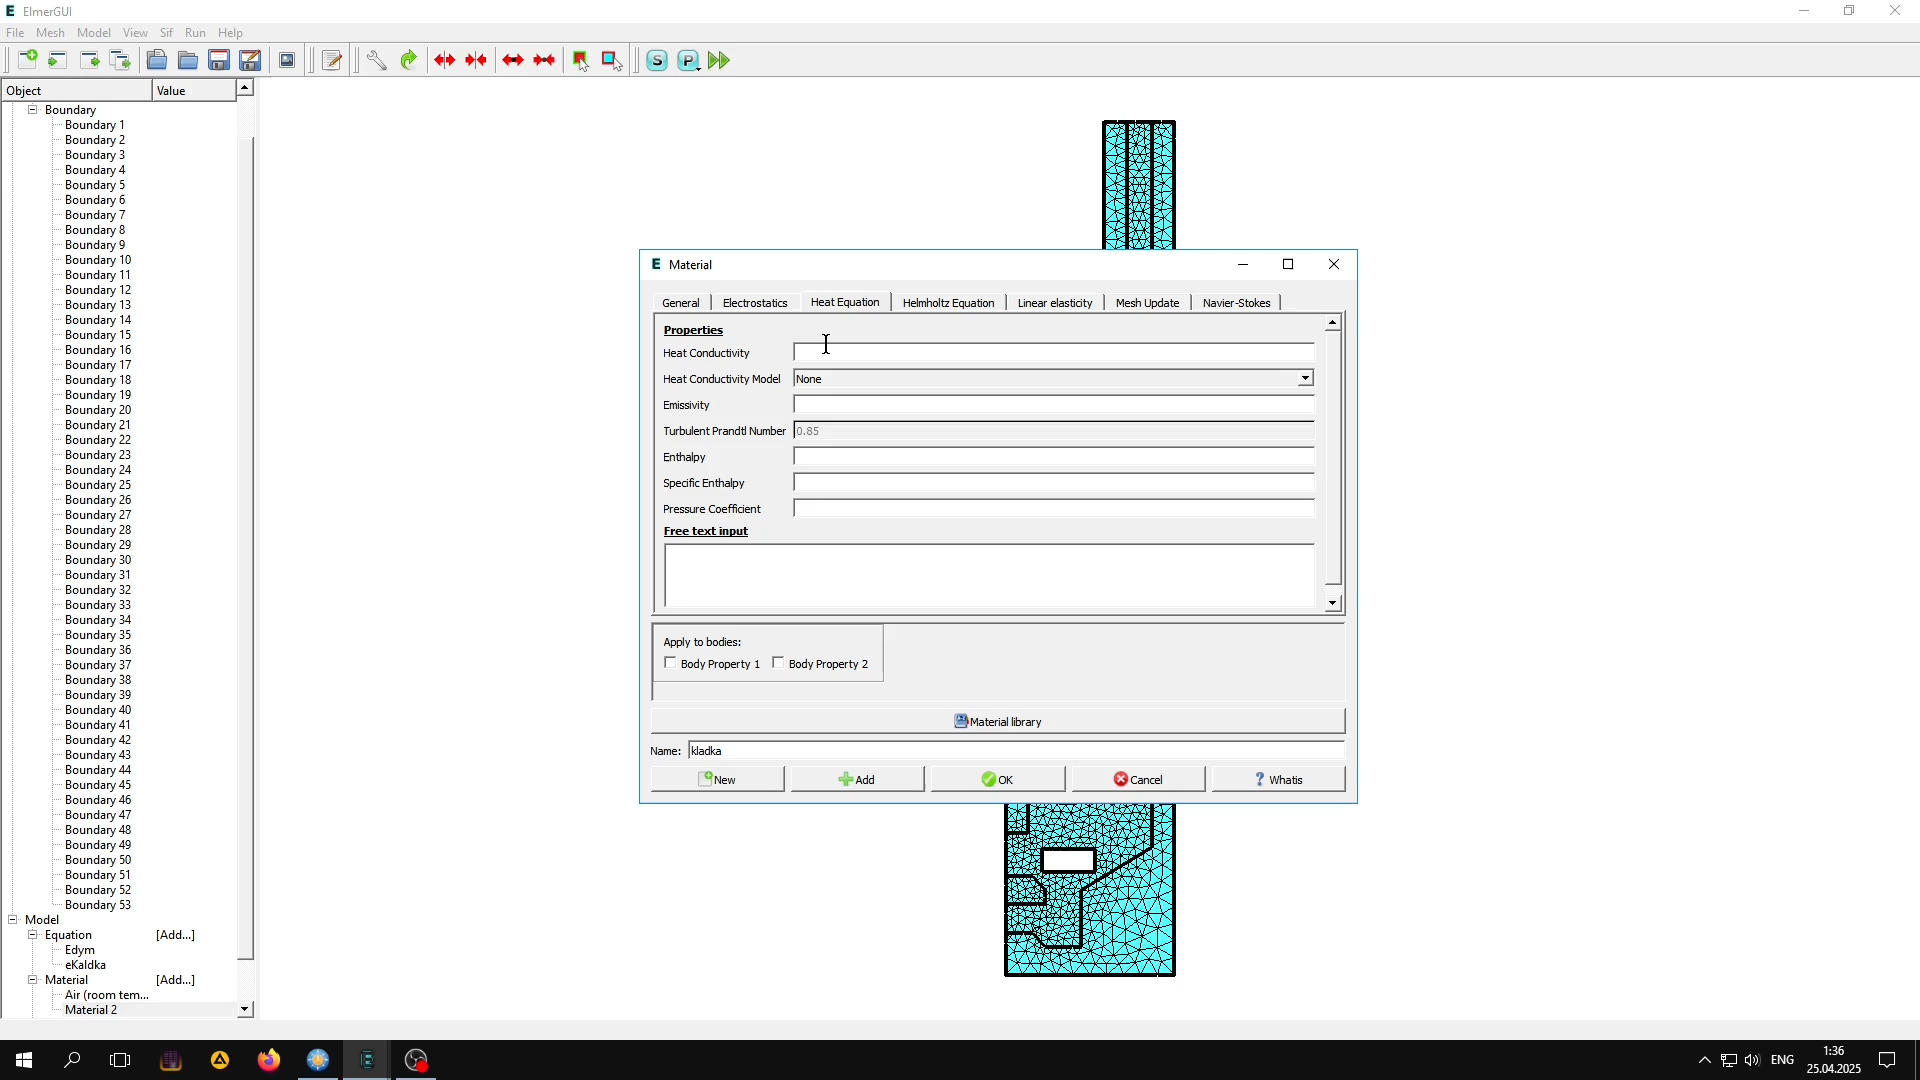 ElmerGUI
File Mesh Model View Sif Run Help
S P
Object Value
Boundary
Boundary 1
Boundary 2
Boundary 3
Boundary 4
Boundary 5
Boundary 6
Boundary 7
Boundary 8
Boundary 9
Boundary 10
Boundary 11
Boundary 12
Boundary 13
Boundary 14
Boundary 15
Boundary 16
Boundary 17
Boundary 18
Boundary 19
Boundary 20
Boundary 21
Boundary 22
Boundary 23
Boundary 24
Boundary 25
Boundary 26
Boundary 27
Boundary 28
Boundary 29
Boundary 30
Boundary 31
Boundary 32
Boundary 33
Boundary 34
Boundary 35
Boundary 36
Boundary 37
Boundary 38
Boundary 39
Boundary 40
Boundary 41
Boundary 42
Boundary 43
Boundary 44
Boundary 45
Boundary 46
Boundary 47
Boundary 48
Boundary 49
Boundary 50
Boundary 51
Boundary 52
Boundary 53
Model
Equation [Add...]
Edym
eKaldka
Material [Add...]
Air (room tem...
Material 2
Material
General Electrostatics Heat Equation Helmholtz Equation Linear elasticity Mesh Update Navier-Stokes
Properties
Heat Conductivity
Heat Conductivity Model None
Emissivity
Turbulent Prandtl Number 0.85
Enthalpy
Specific Enthalpy
Pressure Coefficient
Free text input
Apply to bodies:
Body Property 1 Body Property 2
Material library
Name: kladka
New Add OK Cancel Whatis
ENG
1:36
25.04.2025